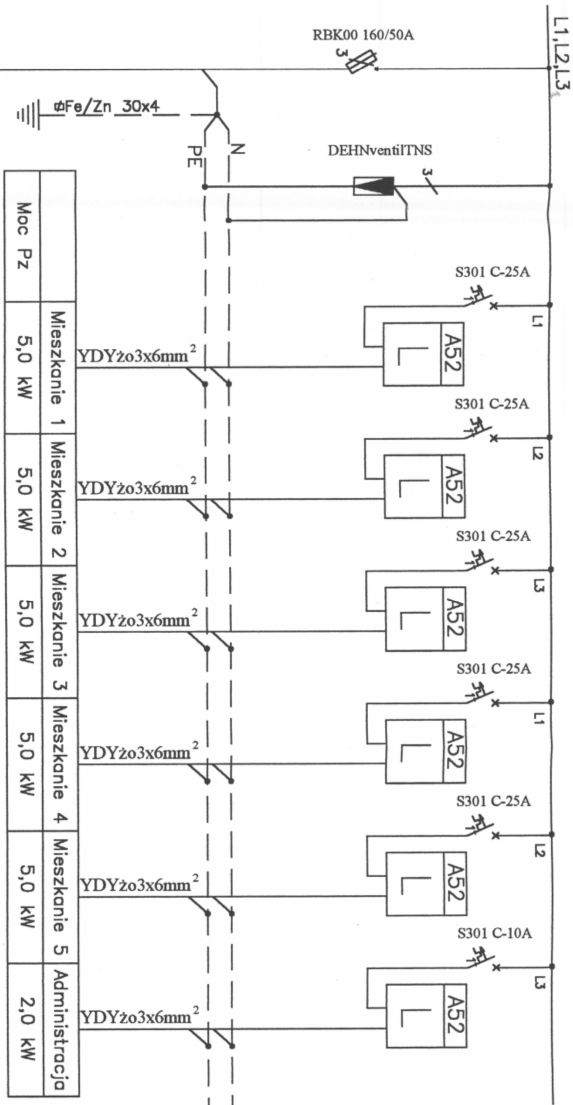 L1,L2,L3
RBK00 160/50A
3
⌀Fe/Zn 30x4
N
PE
DEHNventilTNS
3
S301 C-25A
L1
A52
L
YDYżo3x6mm²
S301 C-25A
L2
A52
L
YDYżo3x6mm²
S301 C-25A
L3
A52
L
YDYżo3x6mm²
S301 C-25A
L1
A52
L
YDYżo3x6mm²
S301 C-25A
L2
A52
L
YDYżo3x6mm²
S301 C-10A
L3
A52
L
YDYżo3x6mm²
Mieszkanie 1
Mieszkanie 2
Mieszkanie 3
Mieszkanie 4
Mieszkanie 5
Administracja
Moc Pz
5,0 kW
5,0 kW
5,0 kW
5,0 kW
5,0 kW
2,0 kW